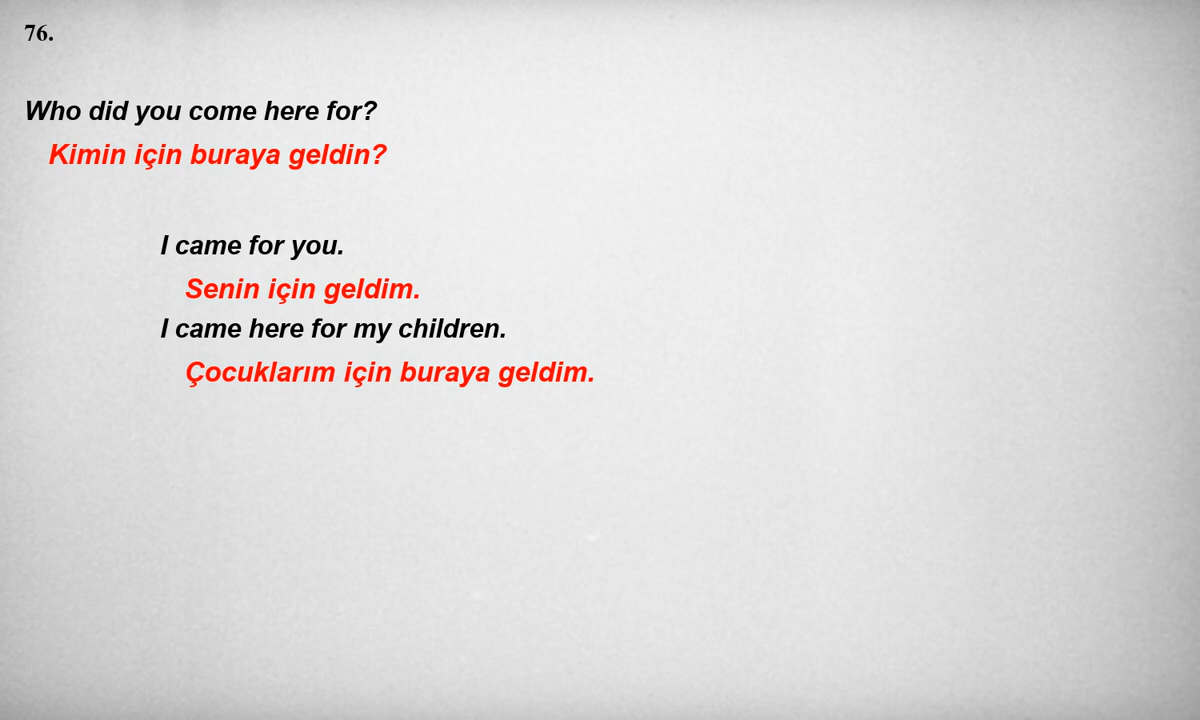 76.
Who did you come here for?
Kimin için buraya geldin?
I came for you.
Senin için geldim.
I came here for my children.
Çocuklarım için buraya geldim.